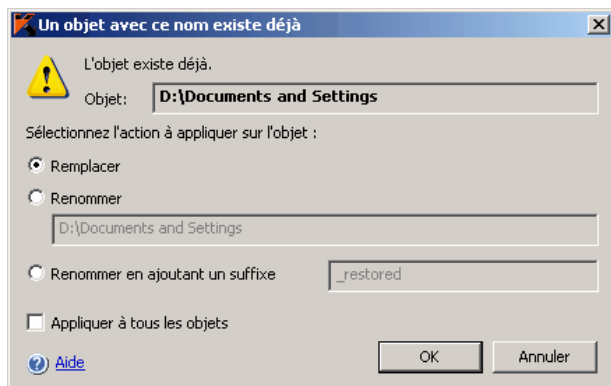 Un objet avec ce nom existe déjà
L'objet existe déjà.
Objet: D:\Documents and Settings
Sélectionnez l'action à appliquer sur l'objet :
Remplacer
Renommer
D:\Documents and Settings
Renommer en ajoutant un suffixe _restored
Appliquer à tous les objets
Aide OK Annuler